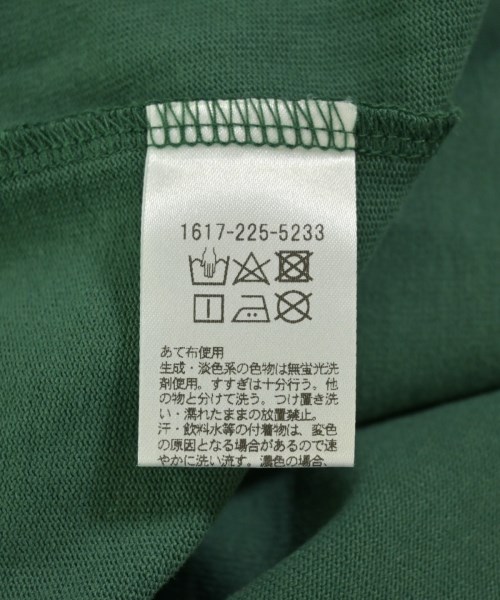 1617-225-5233
あて布使用
生成・淡色系の色物は無蛍光洗
剤使用。すすぎは十分行う。他
の物と分けて洗う。つけ置き洗
い・濡れたままの放置禁止。
汗・飲料水等の付着物は、変色
の原因となる場合があるので速
やかに洗い流す。濃色の場合、